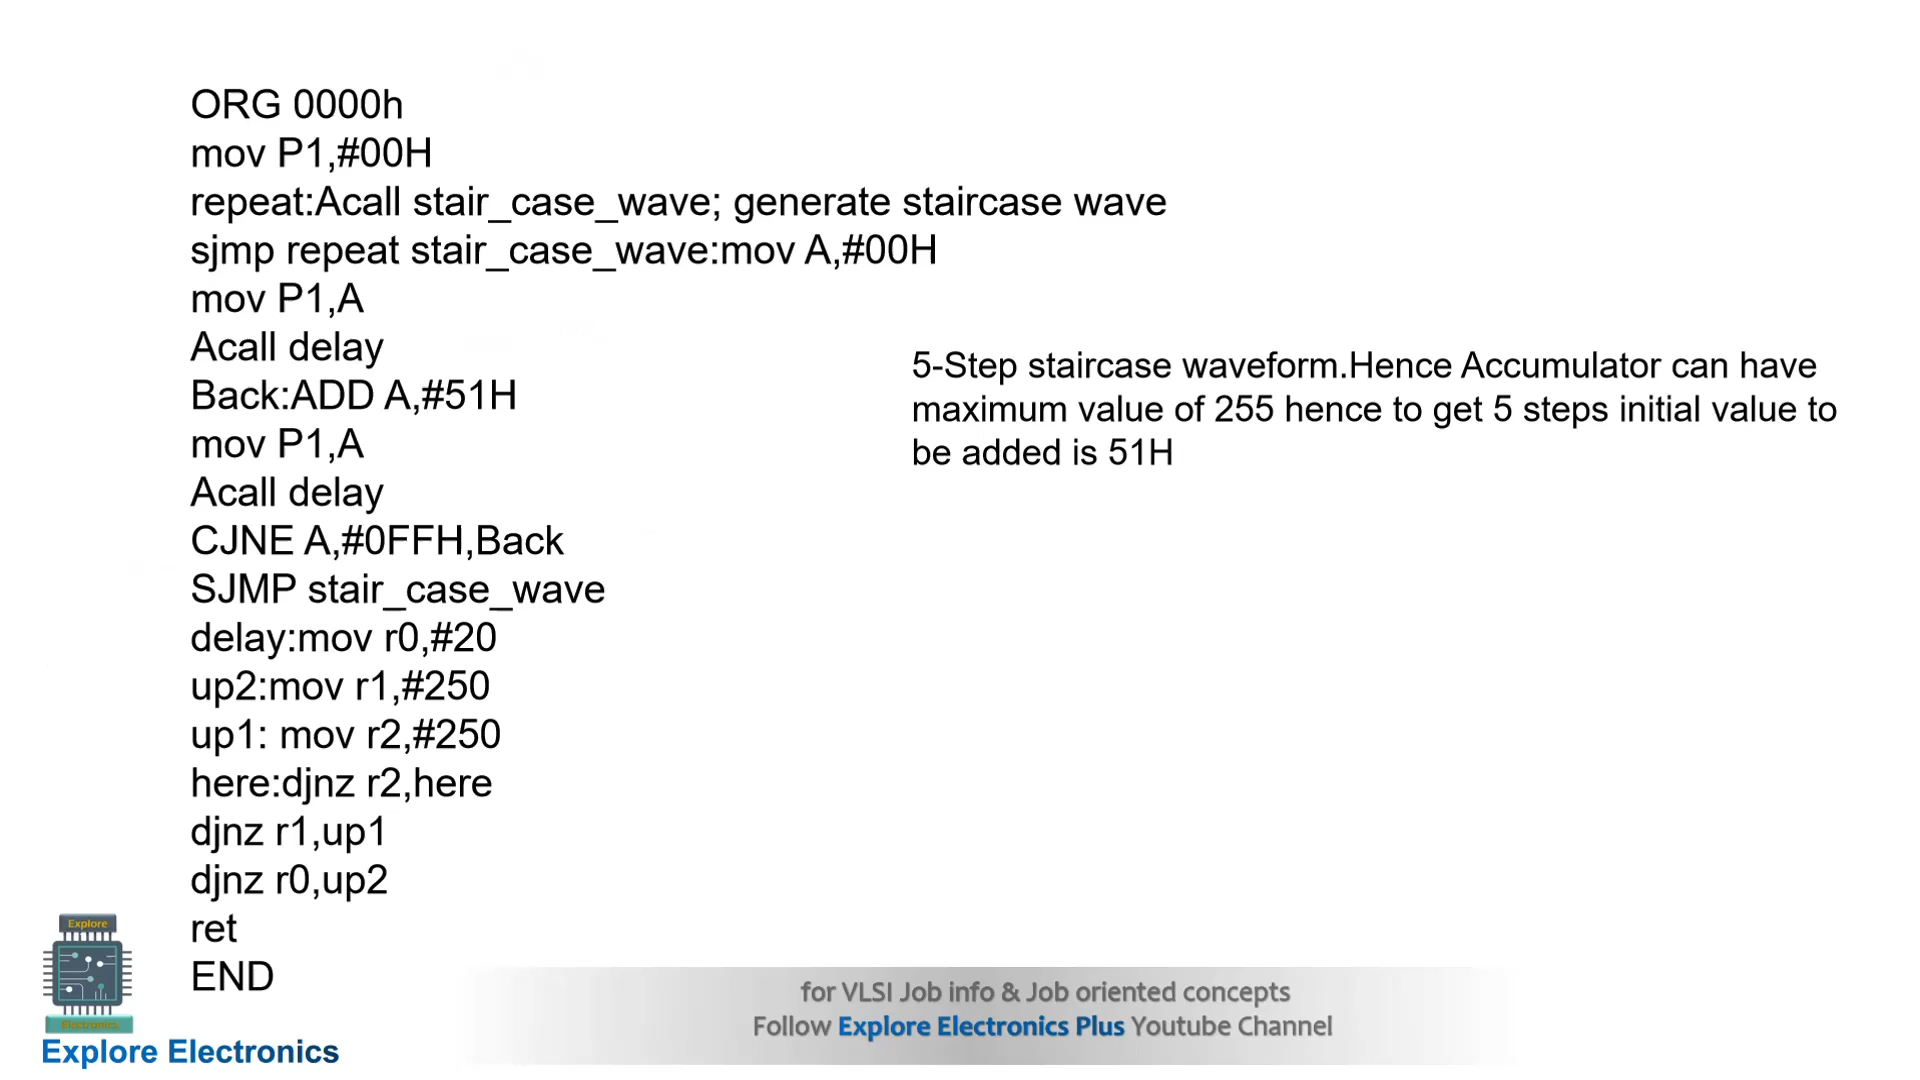 ORG 0000h
mov P1,#00H
repeat:Acall stair_case_wave; generate staircase wave
sjmp repeat stair_case_wave:mov A,#00H
mov P1,A
Acall delay
Back:ADD A,#51H
mov P1,A
Acall delay
CJNE A,#0FFH,Back
SJMP stair_case_wave
delay:mov r0,#20
up2:mov r1,#250
up1: mov r2,#250
here:djnz r2,here
djnz r1,up1
djnz r0,up2
ret
END
5-Step staircase waveform.Hence Accumulator can have
maximum value of 255 hence to get 5 steps initial value to
be added is 51H
Explore
Electronics
Explore Electronics
for VLSI Job info & Job oriented concepts
Follow Explore Electronics Plus Youtube Channel